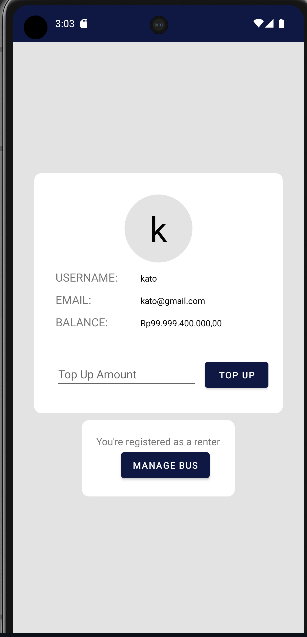 3:03
k
USERNAME: kato
EMAIL: kato@gmail.com
BALANCE: Rp99.999.400.000,00
Top Up Amount TOP UP
You're registered as a renter
MANAGE BUS